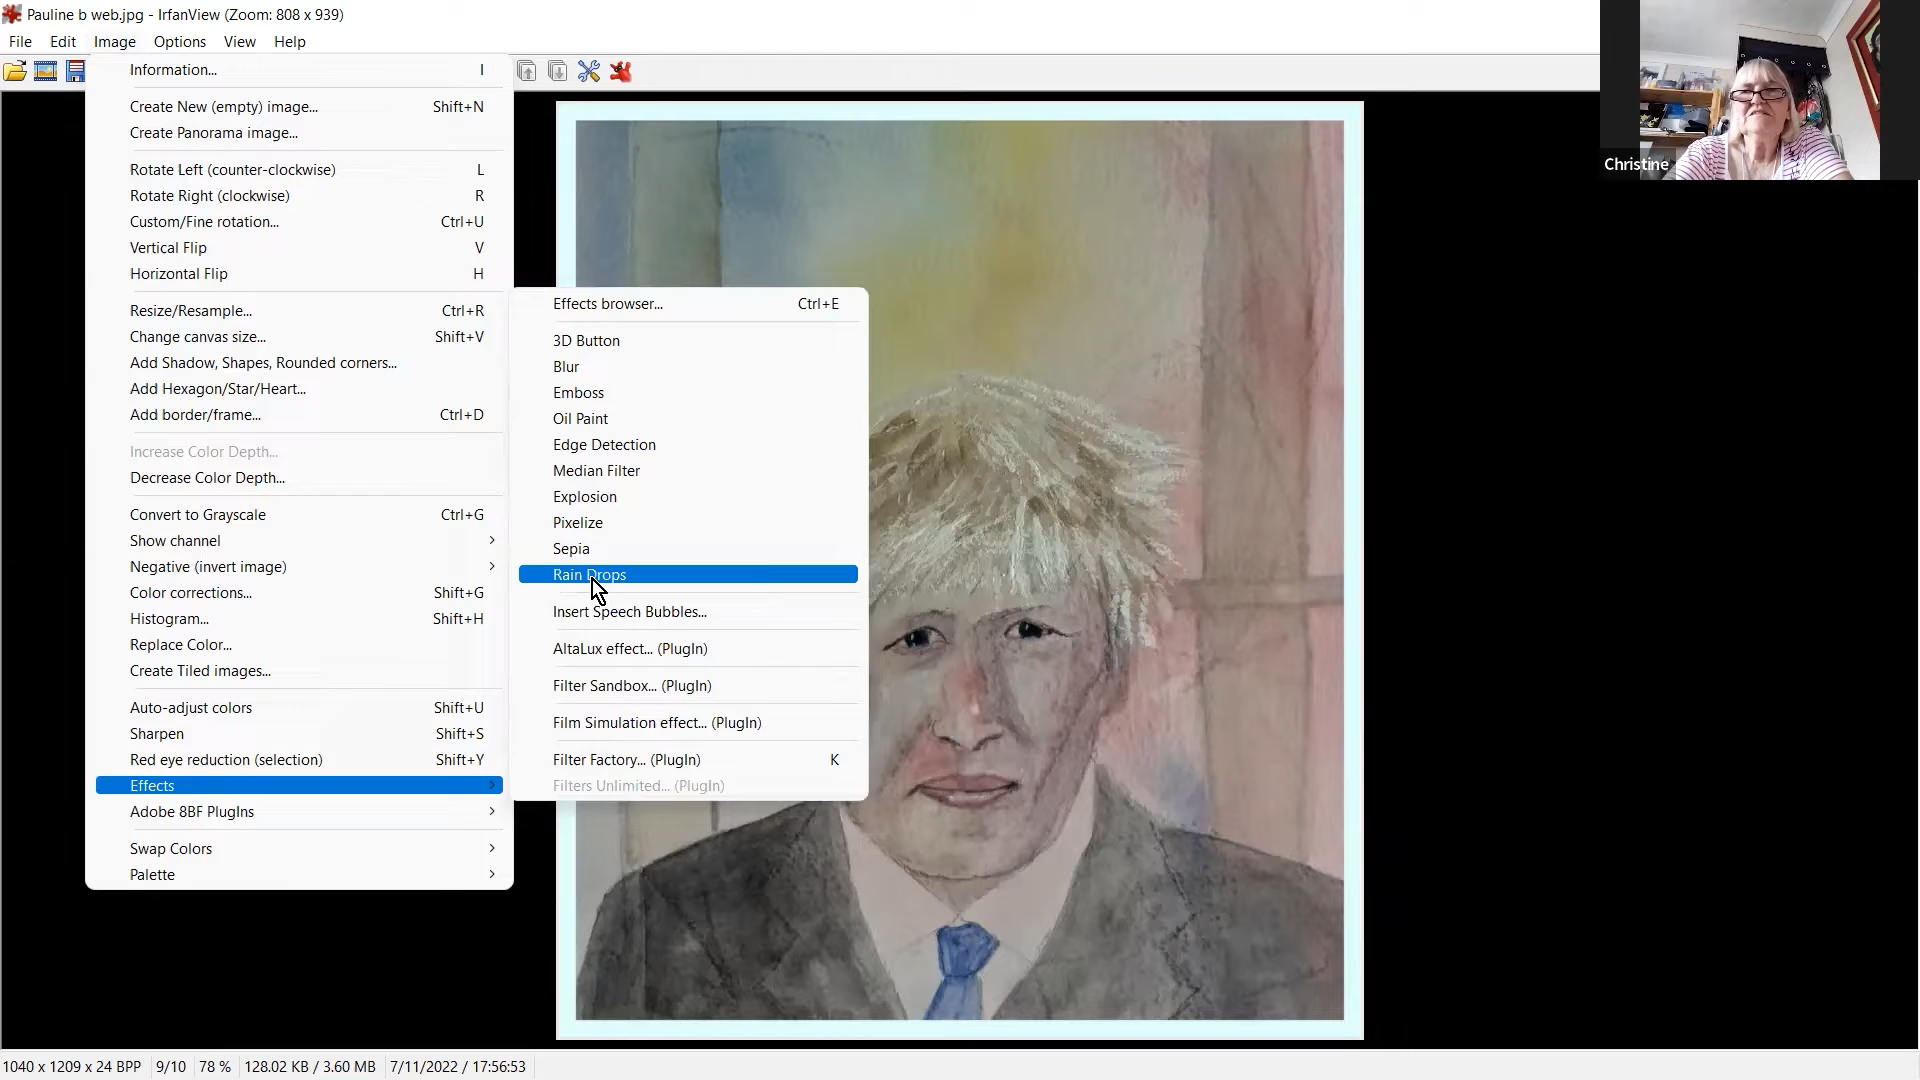 Pauline b web.jpg - IrfanView (Zoom: 808 x 939)
File Edit Image Options View Help
Information... I
Create New (empty) image... Shift+N
Create Panorama image...
Rotate Left (counter-clockwise) L
Rotate Right (clockwise) R
Custom/Fine rotation... Ctrl+U
Vertical Flip V
Horizontal Flip H
Resize/Resample... Ctrl+R
Change canvas size... Shift+V
Add Shadow, Shapes, Rounded corners...
Add Hexagon/Star/Heart...
Add border/frame... Ctrl+D
Increase Color Depth...
Decrease Color Depth...
Convert to Grayscale Ctrl+G
Show channel
Negative (invert image)
Color corrections... Shift+G
Histogram... Shift+H
Replace Color...
Create Tiled images...
Auto-adjust colors Shift+U
Sharpen Shift+S
Red eye reduction (selection) Shift+Y
Effects
Adobe 8BF PlugIns
Swap Colors
Palette
Effects browser... Ctrl+E
3D Button
Blur
Emboss
Oil Paint
Edge Detection
Median Filter
Explosion
Pixelize
Sepia
Rain Drops
Insert Speech Bubbles...
AltaLux effect... (PlugIn)
Filter Sandbox... (PlugIn)
Film Simulation effect... (PlugIn)
Filter Factory... (PlugIn) K
Filters Unlimited... (PlugIn)
Christine
1040 x 1209 x 24 BPP 9/10 78 % 128.02 KB / 3.60 MB 7/11/2022 / 17:56:53